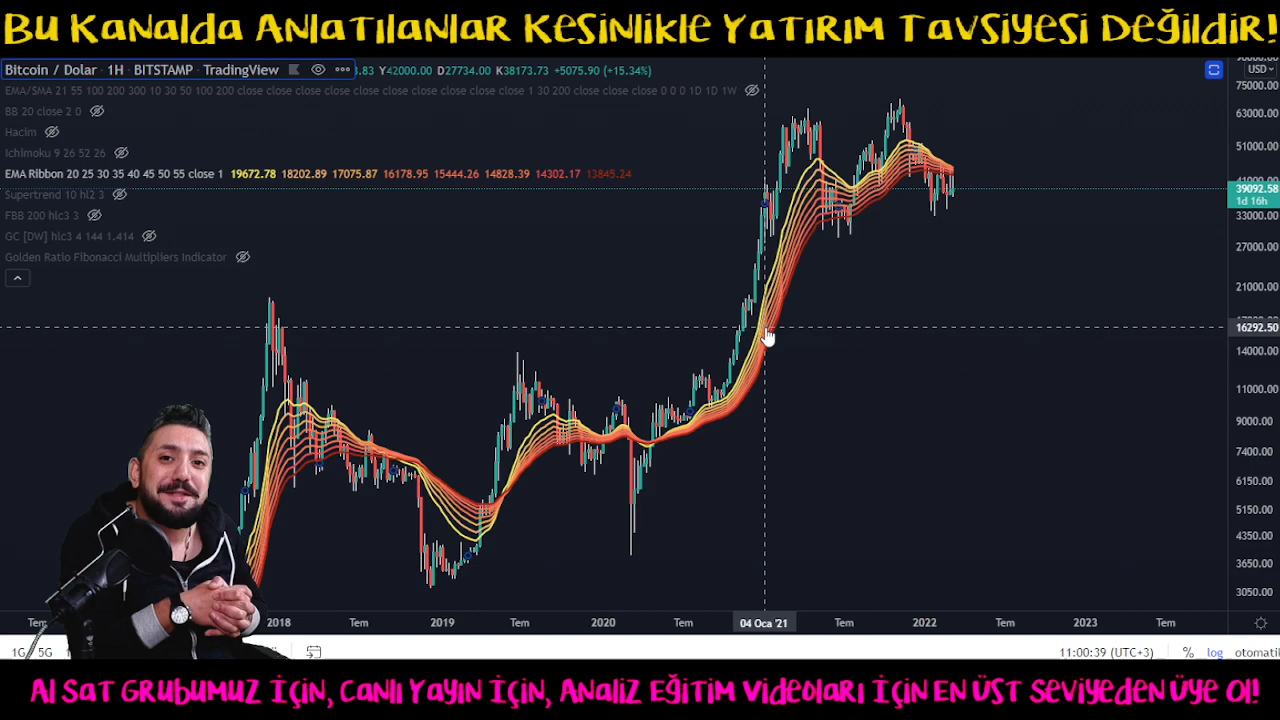 Bu Kanalda Anlatılanlar Kesinlikle Yatırım Tavsiyesi Değildir!
Bitcoin / Dolar · 1H · BITSTAMP · TradingView 3.83 Y42000.00 D27734.00 K38173.73 +5075.90 (+15.34%)
USD
EMA/SMA 21 55 100 200 300 10 30 50 100 200 close close close close close close close close close close 1 30 200 close close close 0 0 0 1D 1D 1W
75000.00
BB 20 close 2 0
63000.00
Hacim
51000.00
Ichimoku 9 26 52 26
EMA Ribbon 20 25 30 35 40 45 50 55 close 1 19672.78 18202.89 17075.87 16178.95 15444.26 14828.39 14302.17 13845.24
39092.58
1d 16h
Supertrend 10 hl2 3
FBB 200 hlc3 3
33000.00
GC [DW] hlc3 4 144 1.414
27000.00
Golden Ratio Fibonacci Multipliers Indicator
21000.00
16292.50
14000.00
11000.00
9000.00
7400.00
6150.00
5150.00
4350.00
3650.00
3050.00
Tem 2018 Tem 2019 Tem 2020 Tem 04 Oca '21 Tem 2022 Tem 2023 Tem
1G 5G 11:00:39 (UTC+3) % log otomatik
Al Sat Grubumuz İçin, Canlı Yayın İçin, Analiz Eğitim Videoları İçin En Üst Seviyeden Üye Ol!